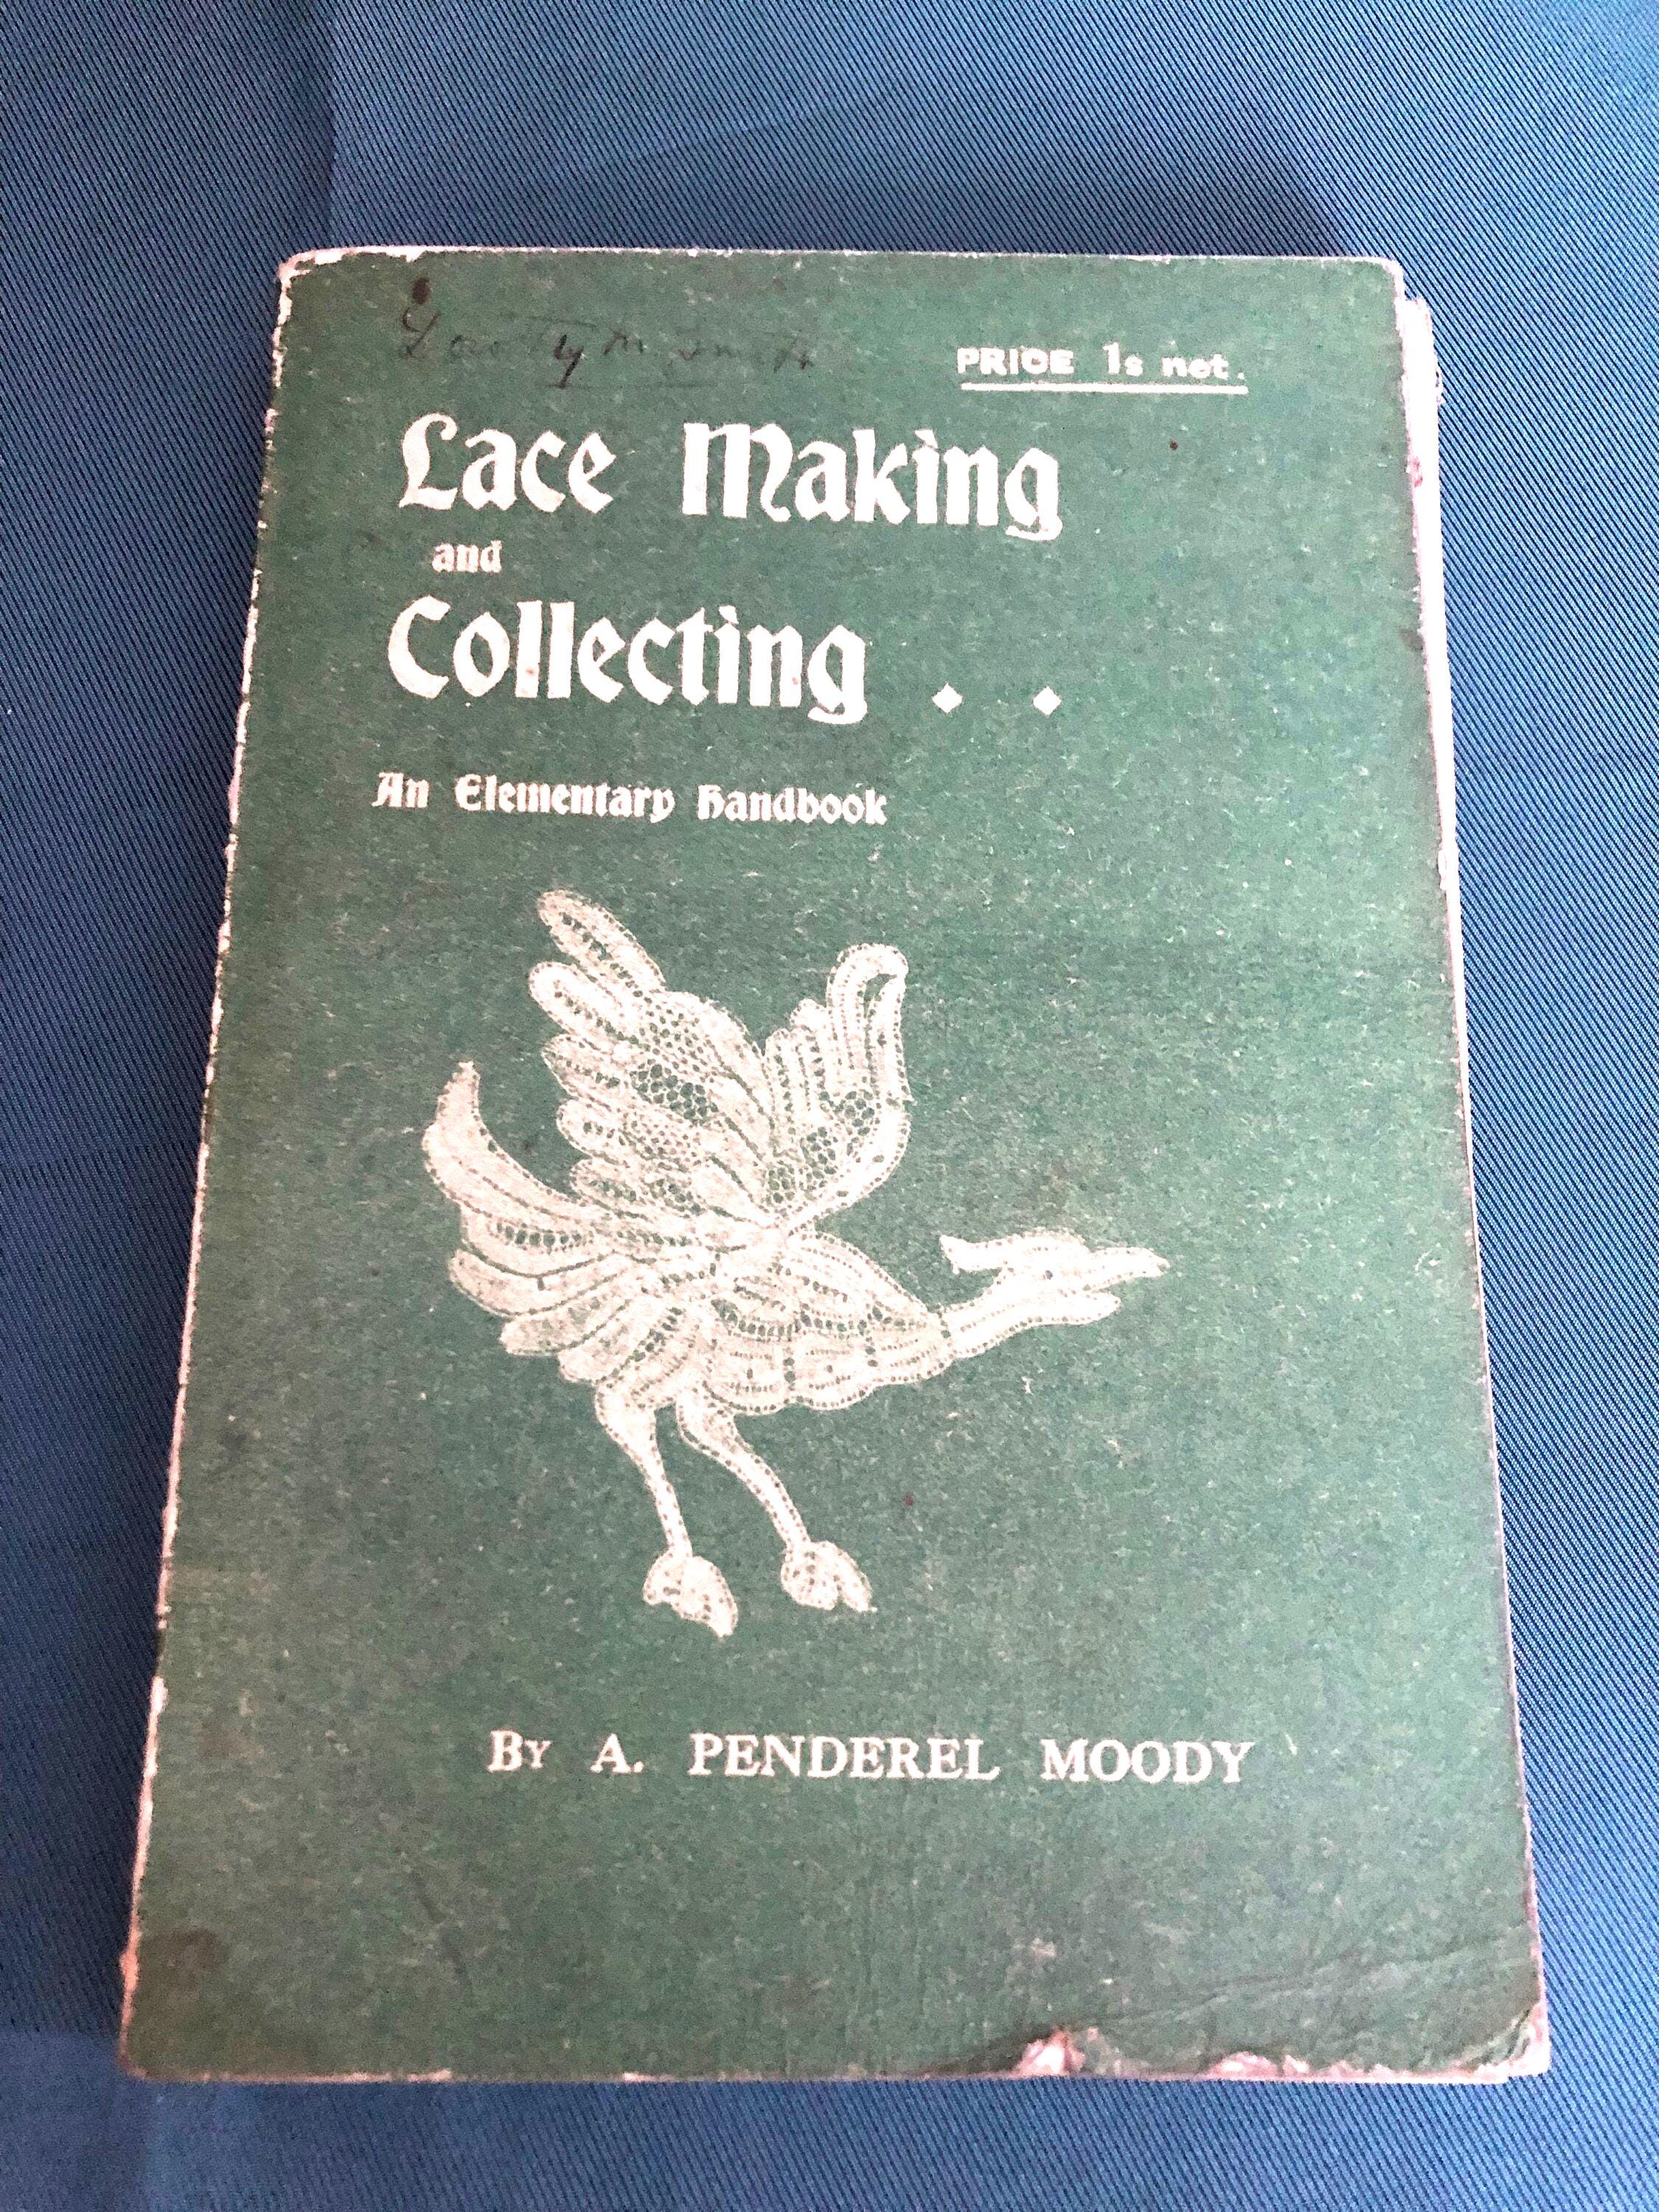 PRICE 1s net.
Lace Making
and
Collecting . .
An Elementary Handbook
By A. PENDEREL MOODY